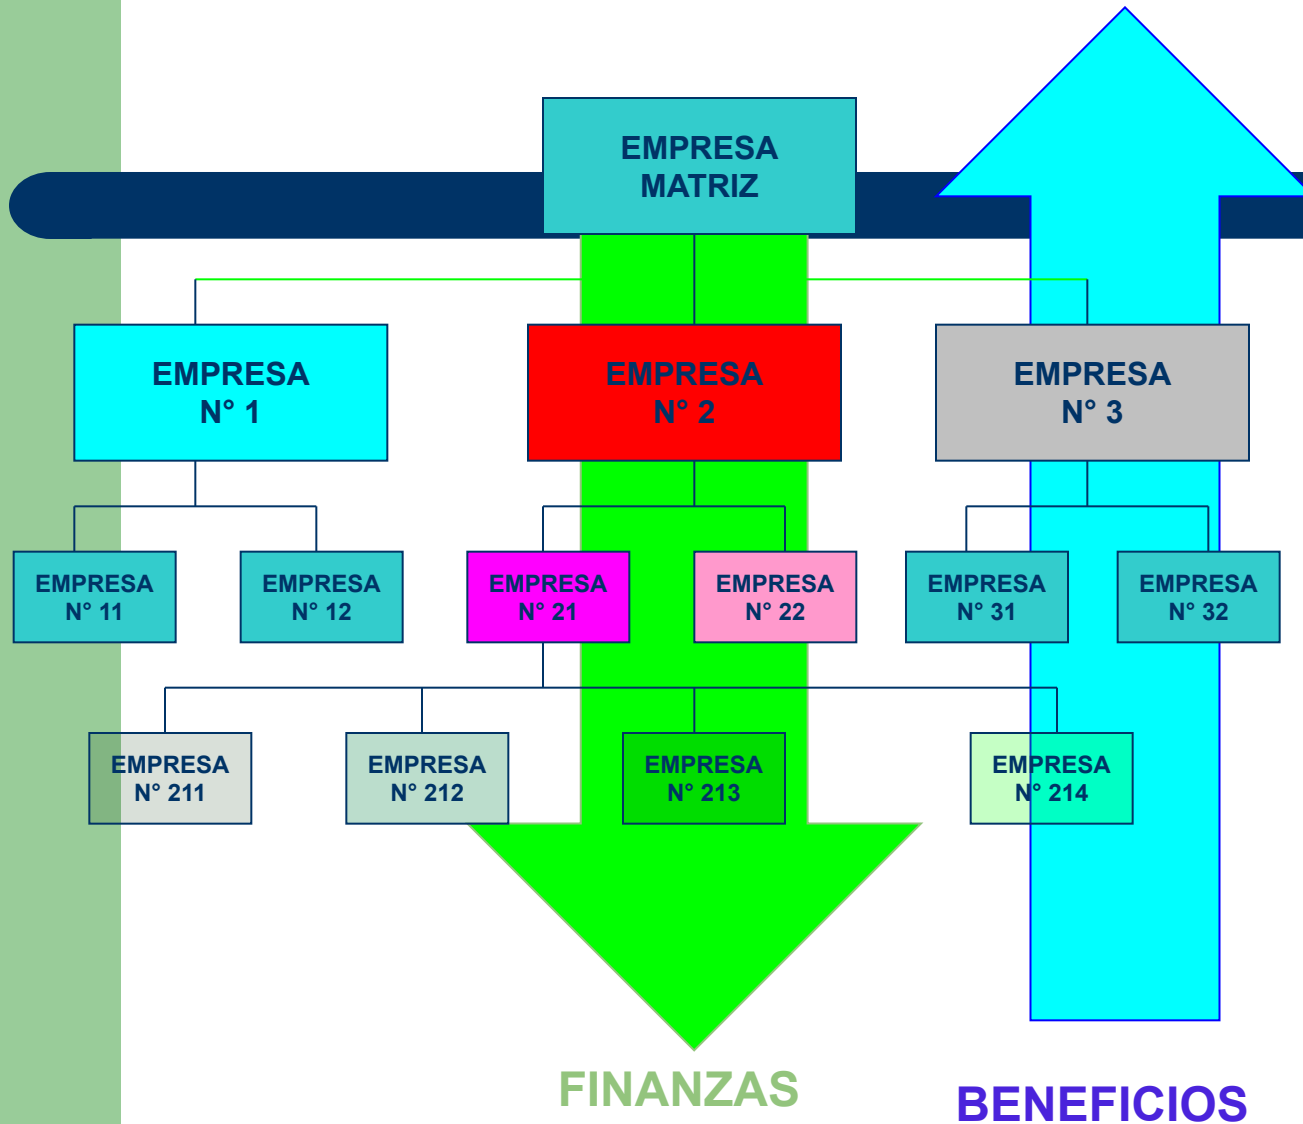 EMPRESA
MATRIZ
EMPRESA
N° 1
EMPRESA
N° 2
EMPRESA
N° 3
EMPRESA
N° 11
EMPRESA
N° 12
EMPRESA
N° 21
EMPRESA
N° 22
EMPRESA
N° 31
EMPRESA
N° 32
EMPRESA
N° 211
EMPRESA
N° 212
EMPRESA
N° 213
EMPRESA
N° 214
FINANZAS
BENEFICIOS